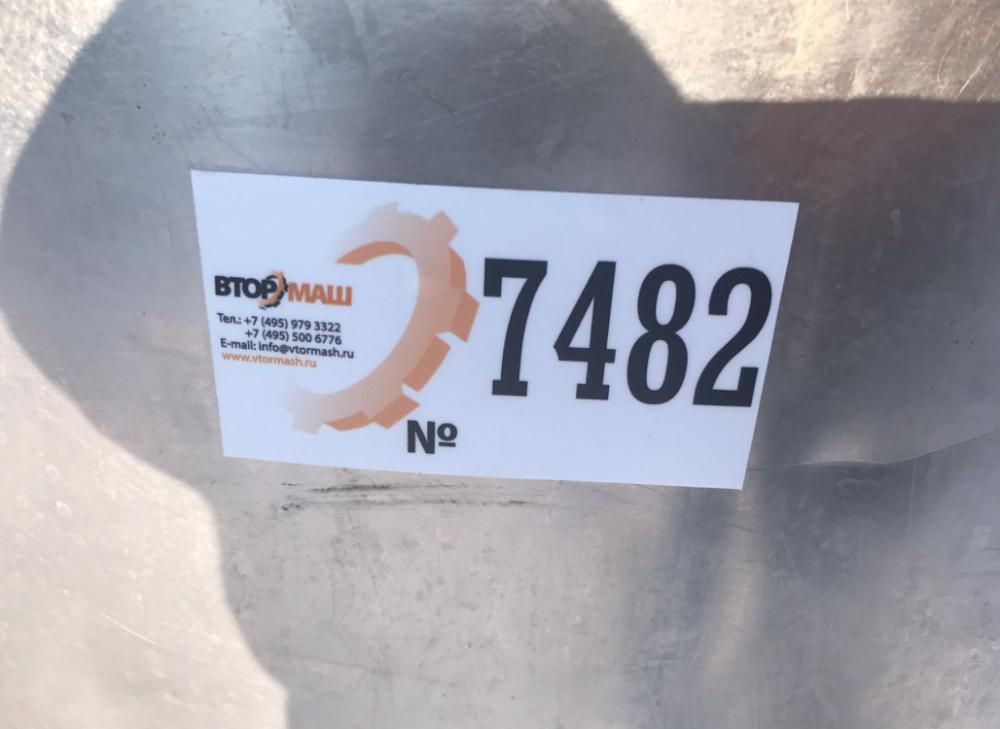 ВТОРМАШ
Тел.: +7 (495) 979 3322
+7 (495) 500 6776
E-mail: info@vtormash.ru
www.vtormash.ru
№
7482